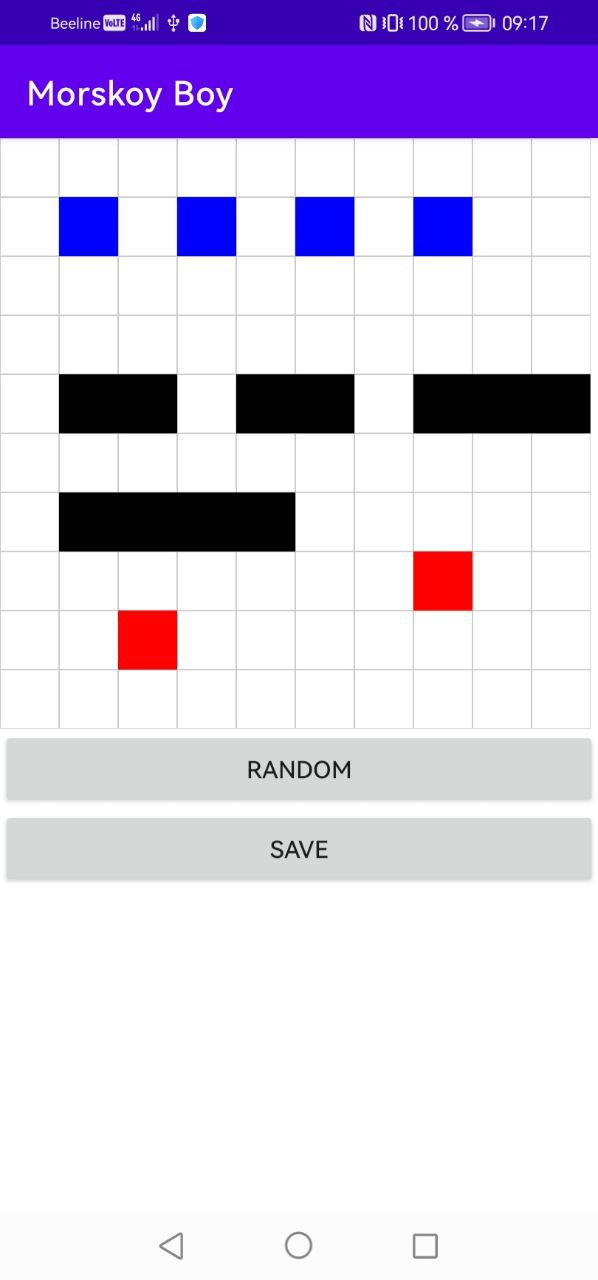 Beeline VoLTE 4G 100 % 09:17
Morskoy Boy
RANDOM
SAVE